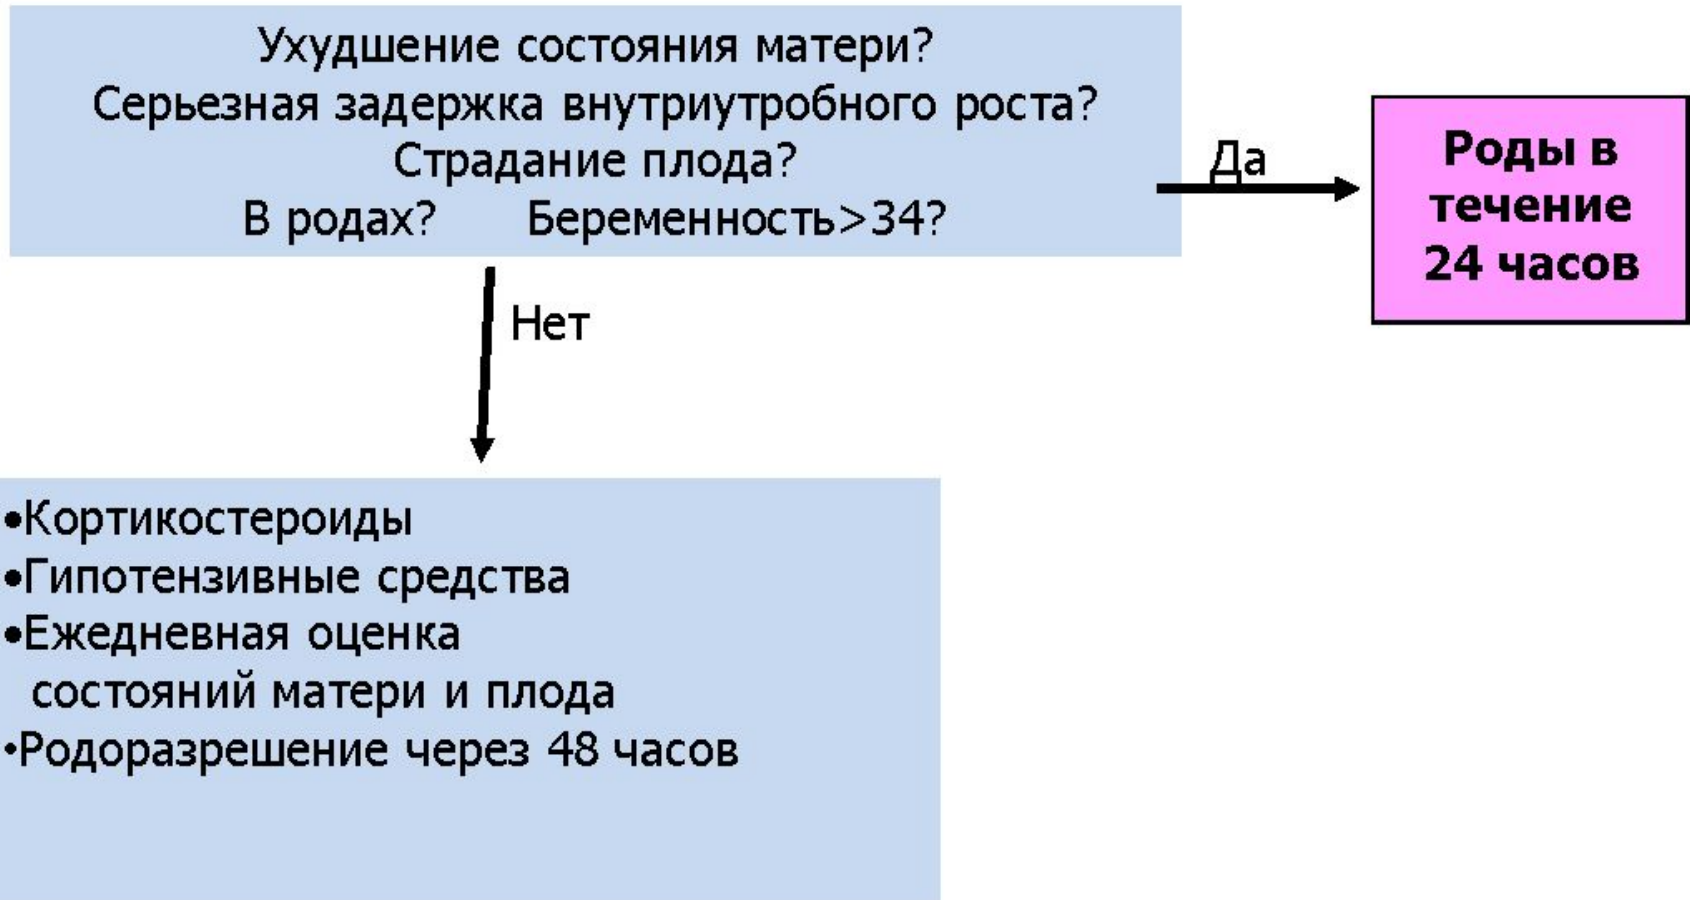 Ухудшение состояния матери?
Серьезная задержка внутриутробного роста?
Страдание плода?
В родах? Беременность>34?
Да
Роды в
течение
24 часов
Нет
•Кортикостероиды
•Гипотензивные средства
•Ежедневная оценка
состояний матери и плода
•Родоразрешение через 48 часов